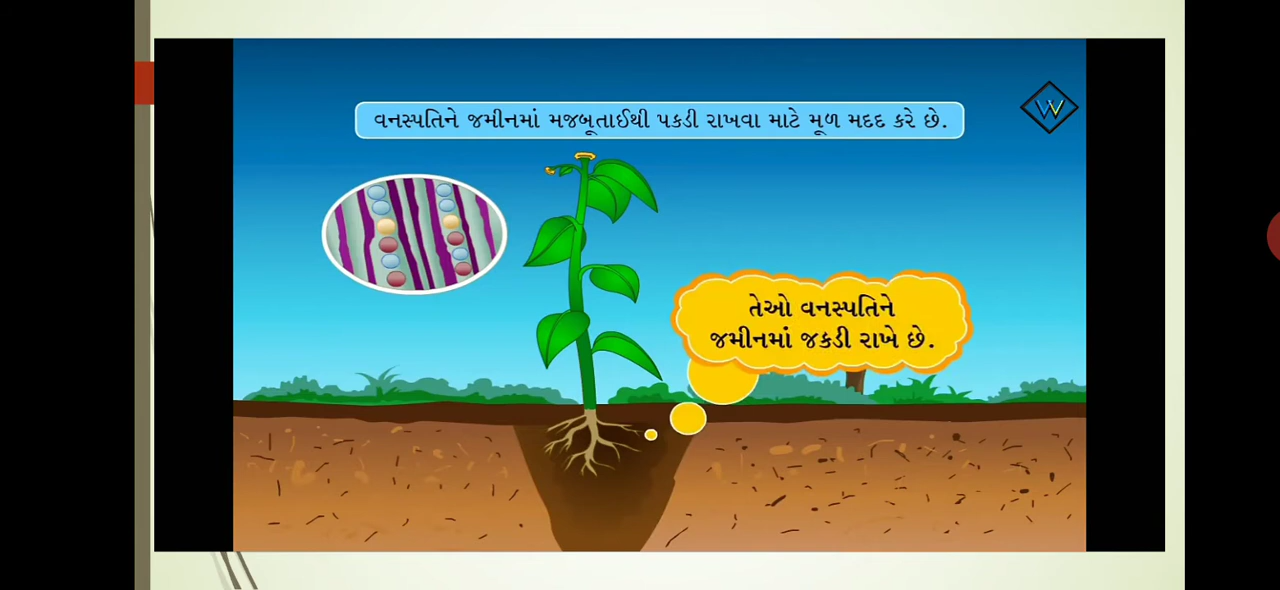 વનસ્પતિને જમીનમાં મજબૂતાઈથી પકડી રાખવા માટે મૂળ મદદ કરે છે.
તેઓ વનસ્પતિને
જમીનમાં જકડી રાખે છે.